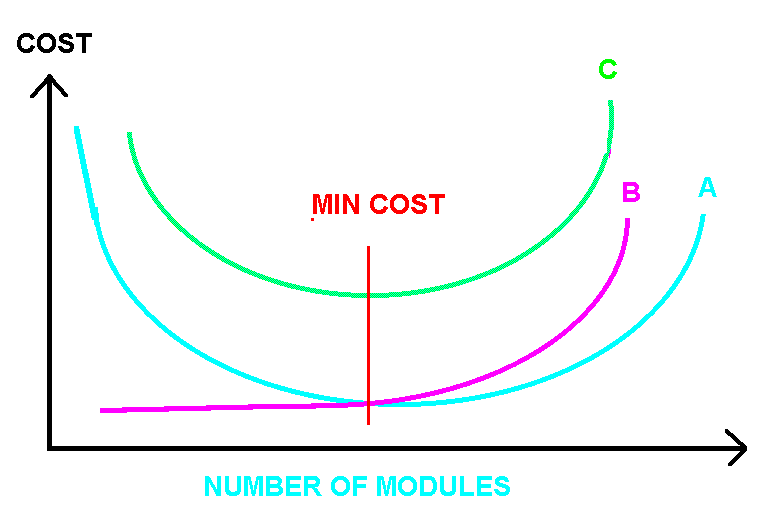 COST
C
MIN COST
B
A
NUMBER OF MODULES